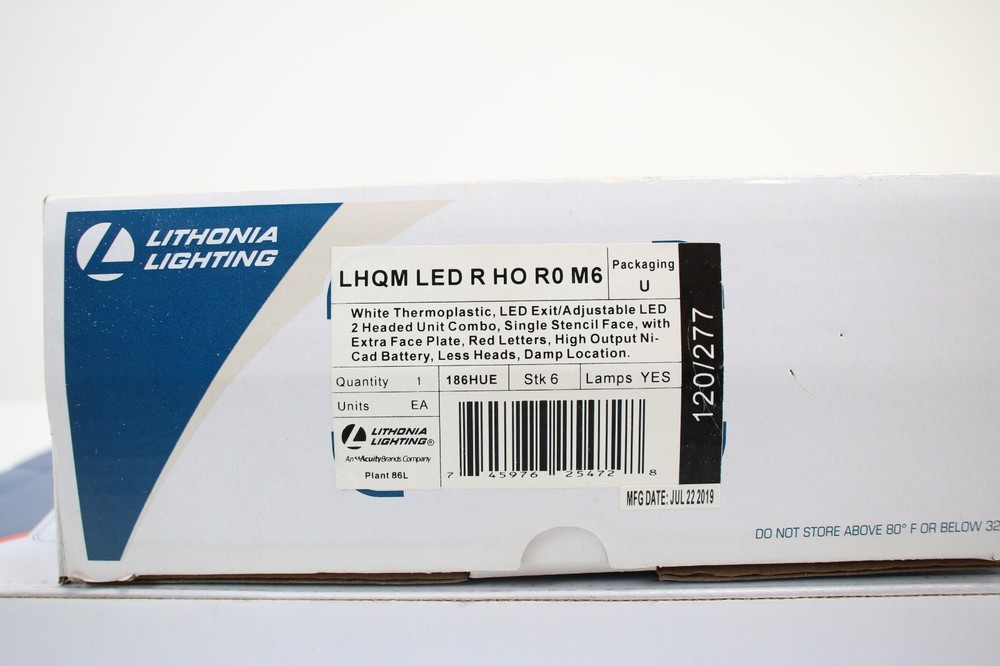 LITHONIA
LIGHTING
LHQM LED R HO R0 M6
Packaging
U
White Thermoplastic, LED Exit/Adjustable LED
2 Headed Unit Combo, Single Stencil Face, with
Extra Face Plate, Red Letters, High Output Ni-
Cad Battery, Less Heads, Damp Location.
Quantity 1 186HUE Stk 6 Lamps YES
Units EA
LITHONIA
LIGHTING®
An AcuityBrands Company
Plant 86L
7 45976 25472 8
120/277
MFG DATE: JUL 22 2019
DO NOT STORE ABOVE 80° F OR BELOW 32